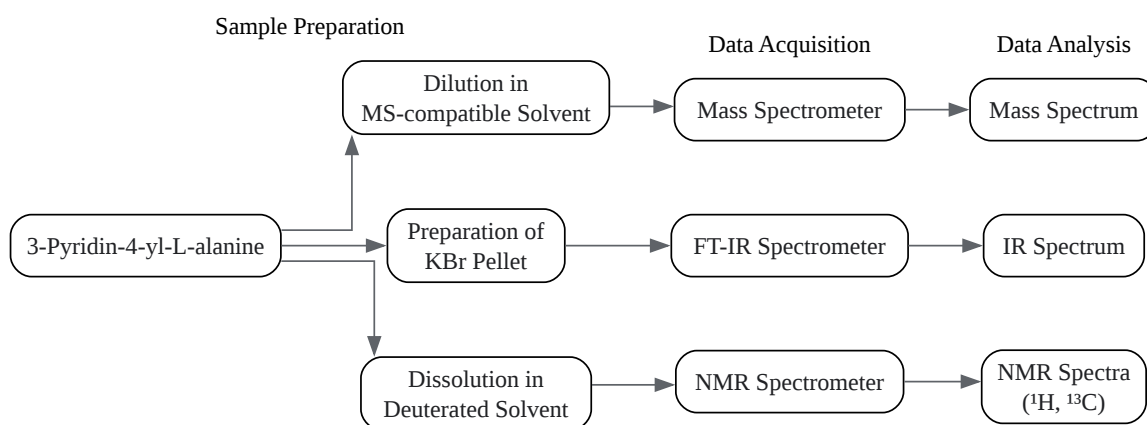 Sample Preparation
Data Acquisition
Data Analysis
Dilution in
MS-compatible Solvent
Mass Spectrometer
Mass Spectrum
3-Pyridin-4-yl-L-alanine
Preparation of
KBr Pellet
FT-IR Spectrometer
IR Spectrum
Dissolution in
Deuterated Solvent
NMR Spectrometer
NMR Spectra
(¹H, ¹³C)